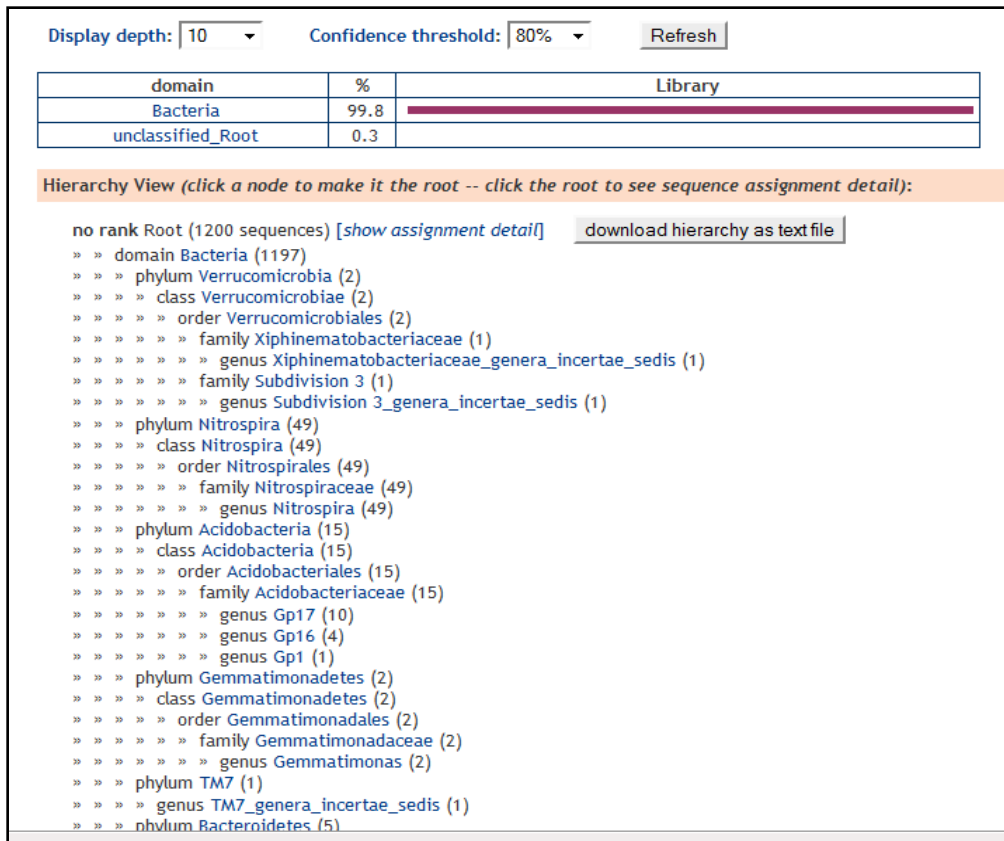 Display depth: 10 Confidence threshold: 80% Refresh
domain % Library
Bacteria 99.8
unclassified_Root 0.3
Hierarchy View (click a node to make it the root -- click the root to see sequence assignment detail):
no rank Root (1200 sequences) [show assignment detail] download hierarchy as text file
» » domain Bacteria (1197)
» » » phylum Verrucomicrobia (2)
» » » » class Verrucomicrobiae (2)
» » » » » order Verrucomicrobiales (2)
» » » » » » family Xiphinematobacteriaceae (1)
» » » » » » » genus Xiphinematobacteriaceae_genera_incertae_sedis (1)
» » » » » » family Subdivision 3 (1)
» » » » » » » genus Subdivision 3_genera_incertae_sedis (1)
» » » phylum Nitrospira (49)
» » » » class Nitrospira (49)
» » » » » order Nitrospirales (49)
» » » » » » family Nitrospiraceae (49)
» » » » » » » genus Nitrospira (49)
» » » phylum Acidobacteria (15)
» » » » class Acidobacteria (15)
» » » » » order Acidobacteriales (15)
» » » » » » family Acidobacteriaceae (15)
» » » » » » » genus Gp17 (10)
» » » » » » » genus Gp16 (4)
» » » » » » » genus Gp1 (1)
» » » phylum Gemmatimonadetes (2)
» » » » class Gemmatimonadetes (2)
» » » » » order Gemmatimonadales (2)
» » » » » » family Gemmatimonadaceae (2)
» » » » » » » genus Gemmatimonas (2)
» » » phylum TM7 (1)
» » » » genus TM7_genera_incertae_sedis (1)
» » » phylum Bacteroidetes (5)